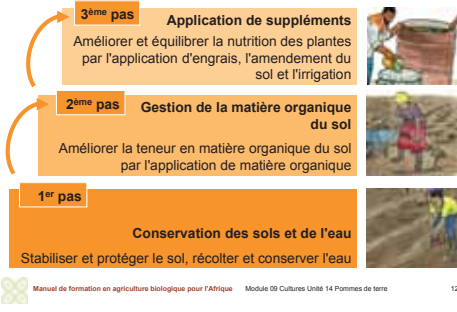 3ème pas
Application de suppléments
Améliorer et équilibrer la nutrition des plantes
par l'application d'engrais, l'amendement du
sol et l'irrigation
2ème pas
Gestion de la matière organique
du sol
Améliorer la teneur en matière organique du sol
par l'application de matière organique
1er pas
Conservation des sols et de l'eau
Stabiliser et protéger le sol, récolter et conserver l'eau
Manuel de formation en agriculture biologique pour l'Afrique Module 09 Cultures Unité 14 Pommes de terre 12